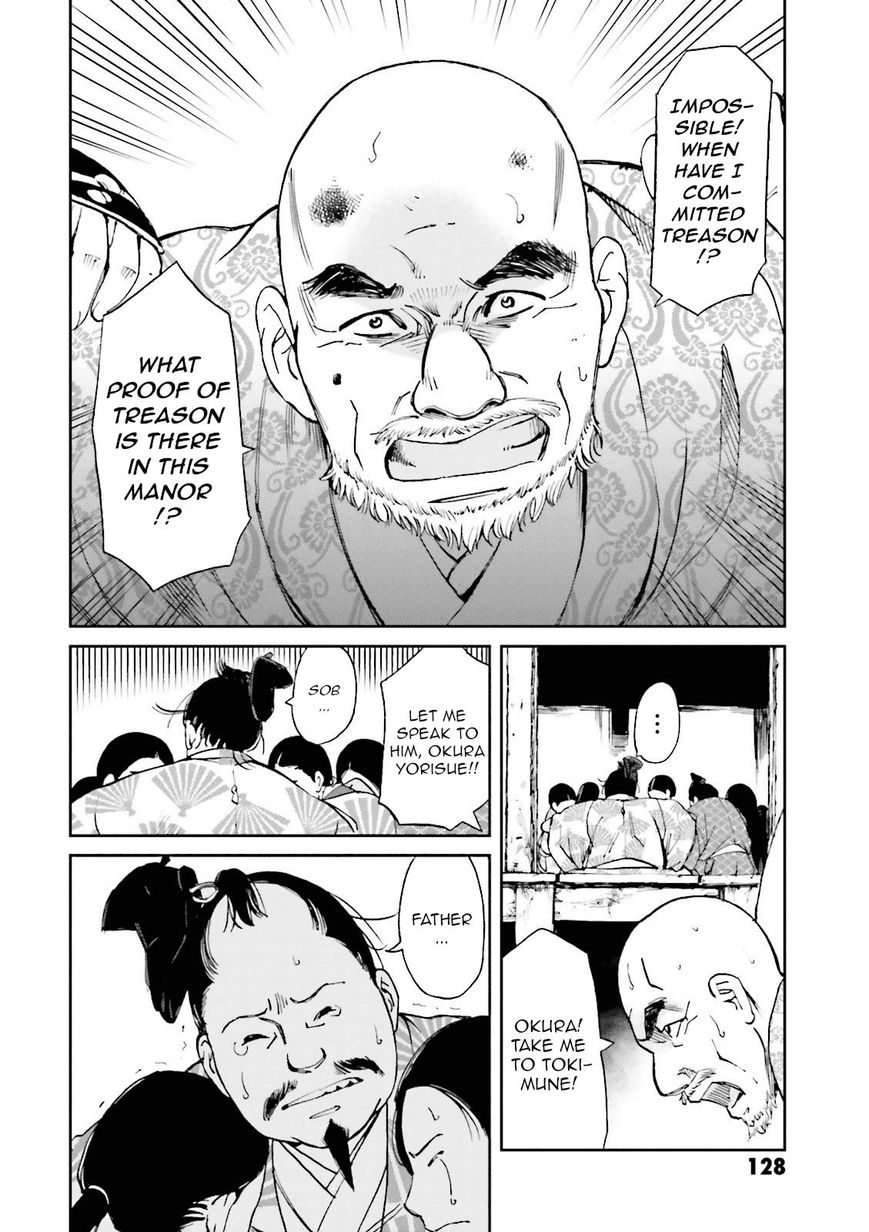 IMPOS-
SIBLE!
WHEN
HAVE I
COM-
MITTED
TREASON
!?
WHAT
PROOF OF
TREASON
IS THERE
IN THIS
MANOR
!?
...
OKURA!
TAKE ME
TO TOKI-
MUNE!
LET ME
SPEAK TO
HIM, OKURA
YORISUE!!
SOB
...
FATHER
...
128